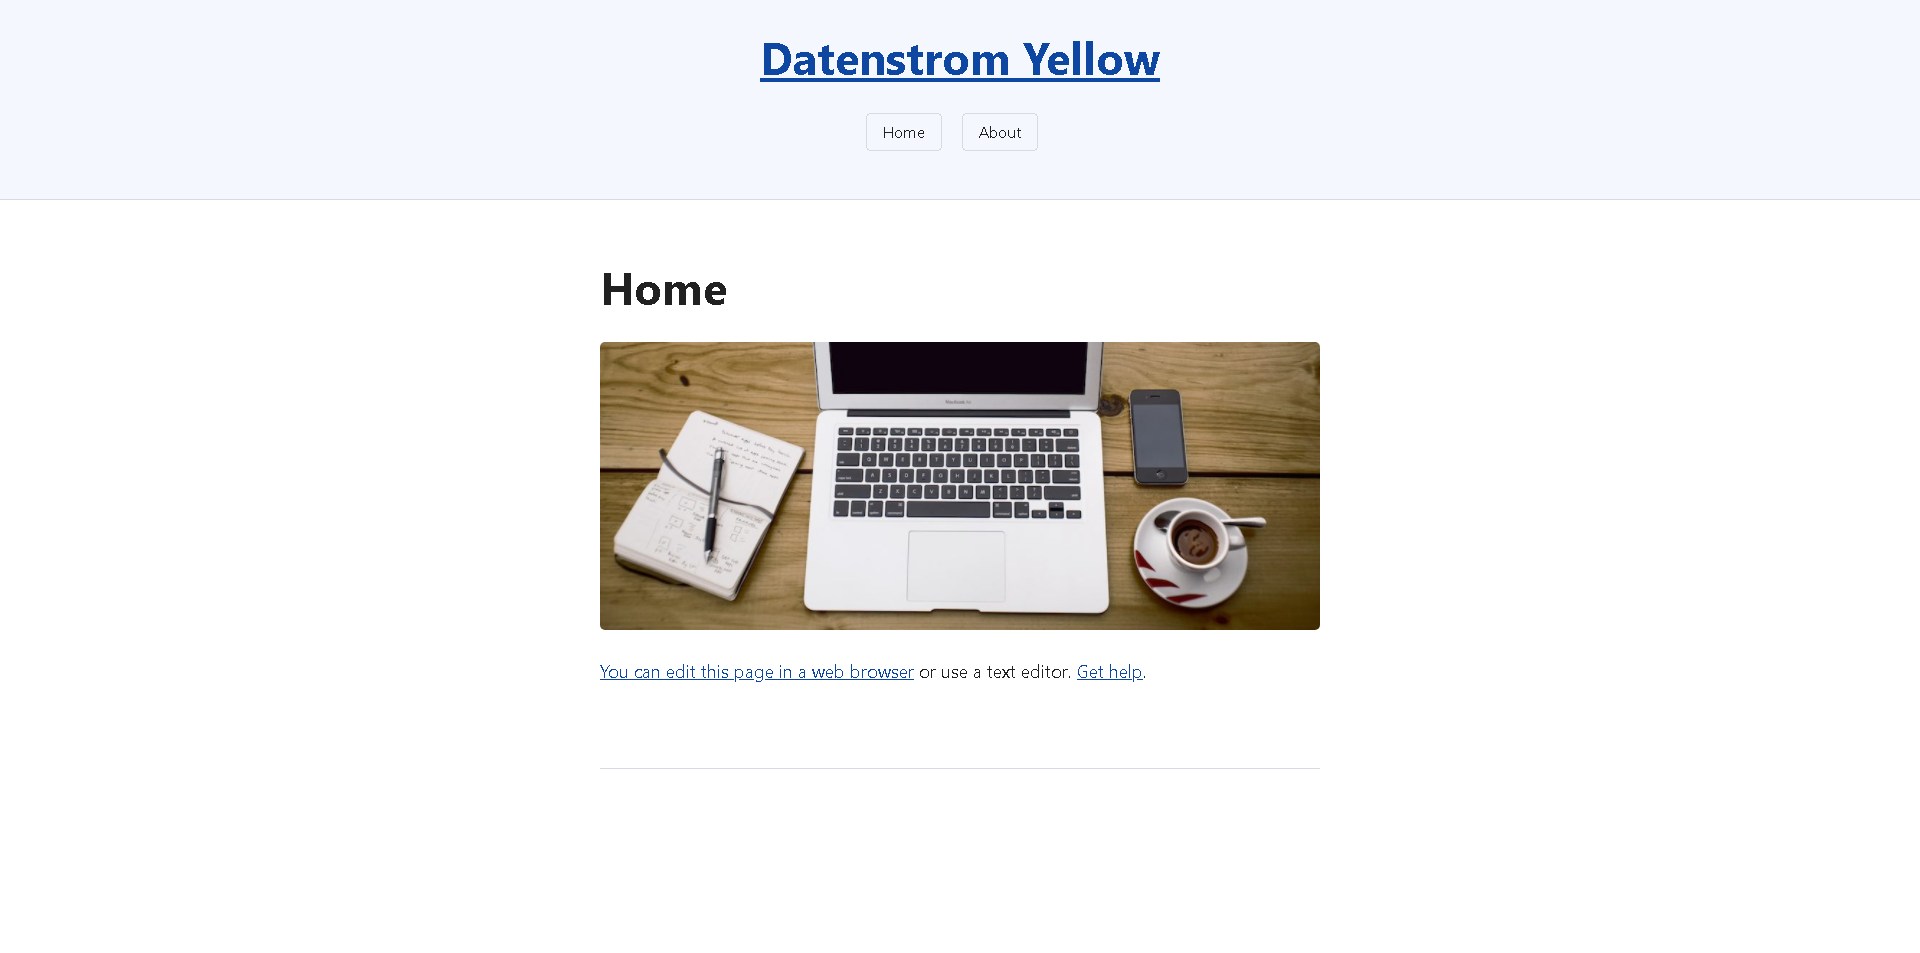 Datenstrom Yellow
Home
About
Home
You can edit this page in a web browser or use a text editor. Get help.